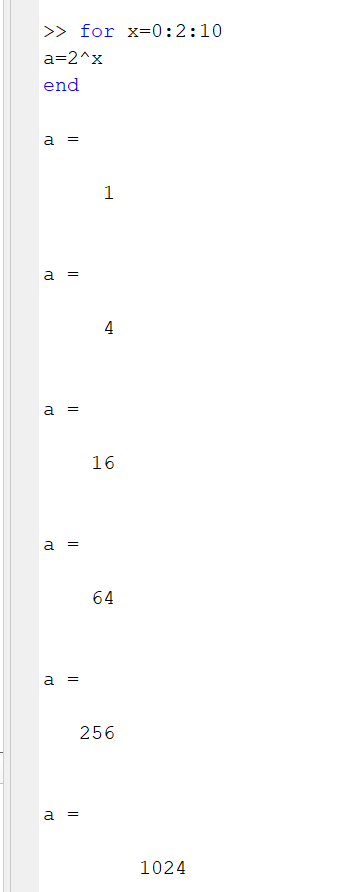 >> for x=0:2:10
a=2^x
end
a =
1
a =
4
a =
16
a =
64
a =
256
a =
1024